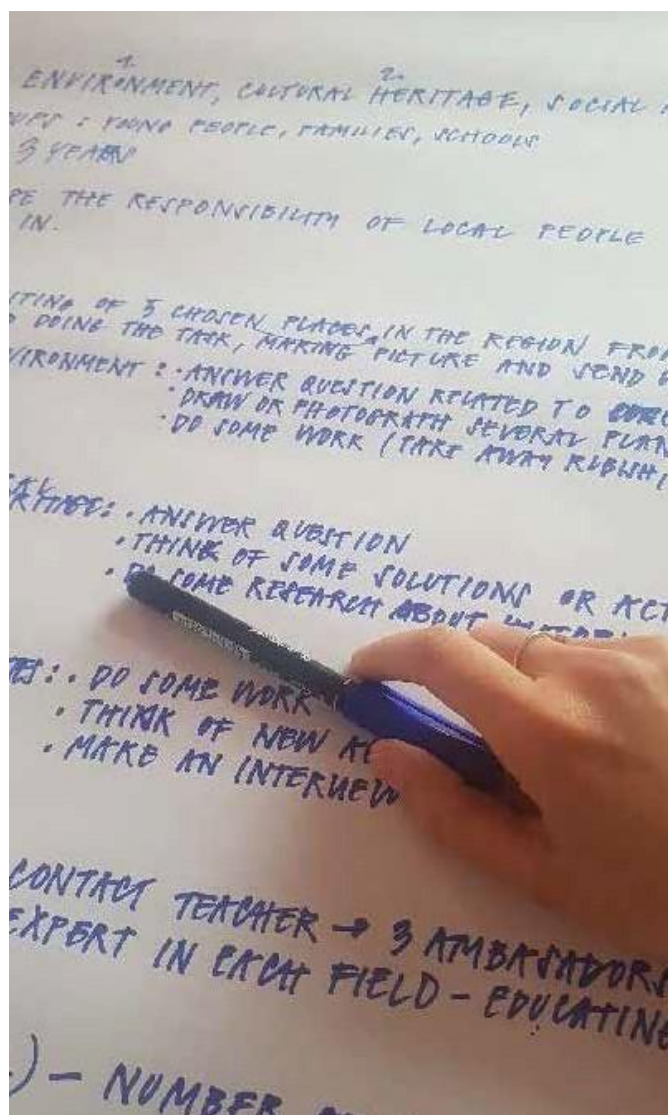 1. 2.
ENVIRONMENT, CULTURAL HERITAGE, SOCIAL
: YOUNG PEOPLE, FAMILIES, SCHOOLS
3 YEARS
THE RESPONSIBILITY OF LOCAL PEOPLE
IN.
OF 3 CHOSEN PLACES IN THE REGION FROM
DOING THE TASK, MAKING PICTURE AND SEND
VIRONMENT : · ANSWER QUESTION RELATED TO
· DRAW OR PHOTOGRAPH SEVERAL PLAN
· DO SOME WORK (TAKE AWAY RUBISH,
· ANSWER QUESTION
· THINK OF SOME SOLUTIONS OR
· DO SOME RESEARCH ABOUT
: · DO SOME WORK
· THINK OF NEW
· MAKE AN INTERVIEW
CONTACT TEACHER → 3 AMBASADORS
EXPERT IN EACH FIELD - EDUCATING
) - NUMBER